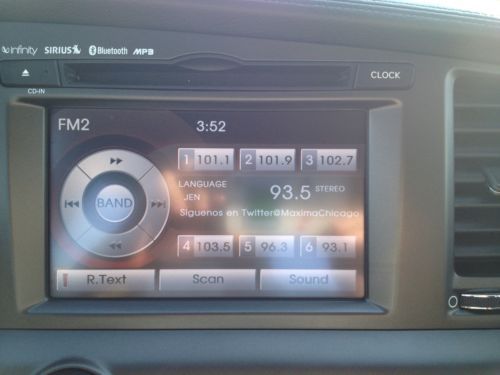 infinity SIRIUS Bluetooth MP3
CD-IN
CLOCK
FM2 3:52
1 101.1 2 101.9 3 102.7
LANGUAGE
JEN
93.5 STEREO
Siguenos en Twitter@MaximaChicago
4 103.5 5 96.3 6 93.1
BAND
R.Text Scan Sound